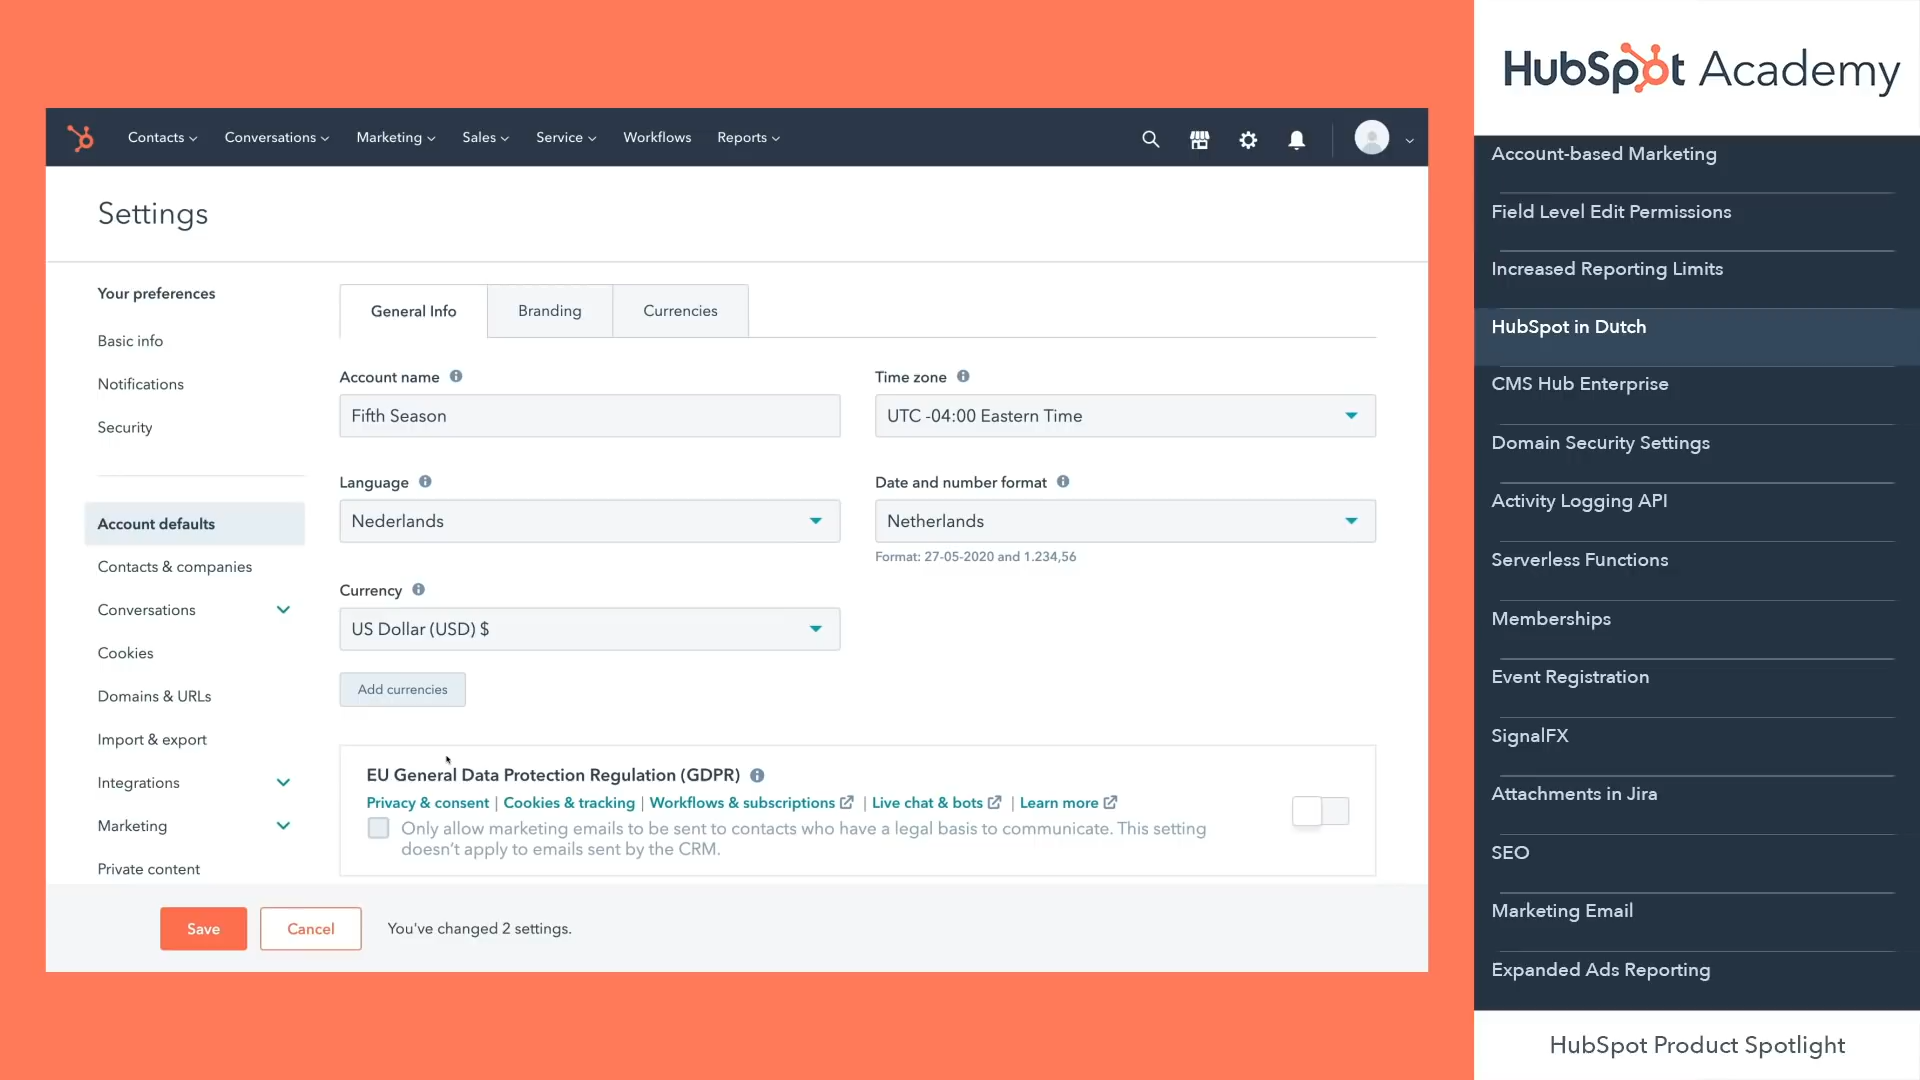 Contacts
Conversations
Marketing
Sales
Service
Workflows
Reports
Settings
Your preferences
Basic info
Notifications
Security
Account defaults
Contacts & companies
Conversations
Cookies
Domains & URLs
Import & export
Integrations
Marketing
Private content
General Info
Branding
Currencies
Account name
Fifth Season
Time zone
UTC -04:00 Eastern Time
Language
Nederlands
Date and number format
Netherlands
Format: 27-05-2020 and 1.234,56
Currency
US Dollar (USD) $
Add currencies
EU General Data Protection Regulation (GDPR)
Privacy & consent | Cookies & tracking | Workflows & subscriptions | Live chat & bots | Learn more
Only allow marketing emails to be sent to contacts who have a legal basis to communicate. This setting
doesn't apply to emails sent by the CRM.
Save
Cancel
You've changed 2 settings.
HubSpot Academy
Account-based Marketing
Field Level Edit Permissions
Increased Reporting Limits
HubSpot in Dutch
CMS Hub Enterprise
Domain Security Settings
Activity Logging API
Serverless Functions
Memberships
Event Registration
SignalFX
Attachments in Jira
SEO
Marketing Email
Expanded Ads Reporting
HubSpot Product Spotlight